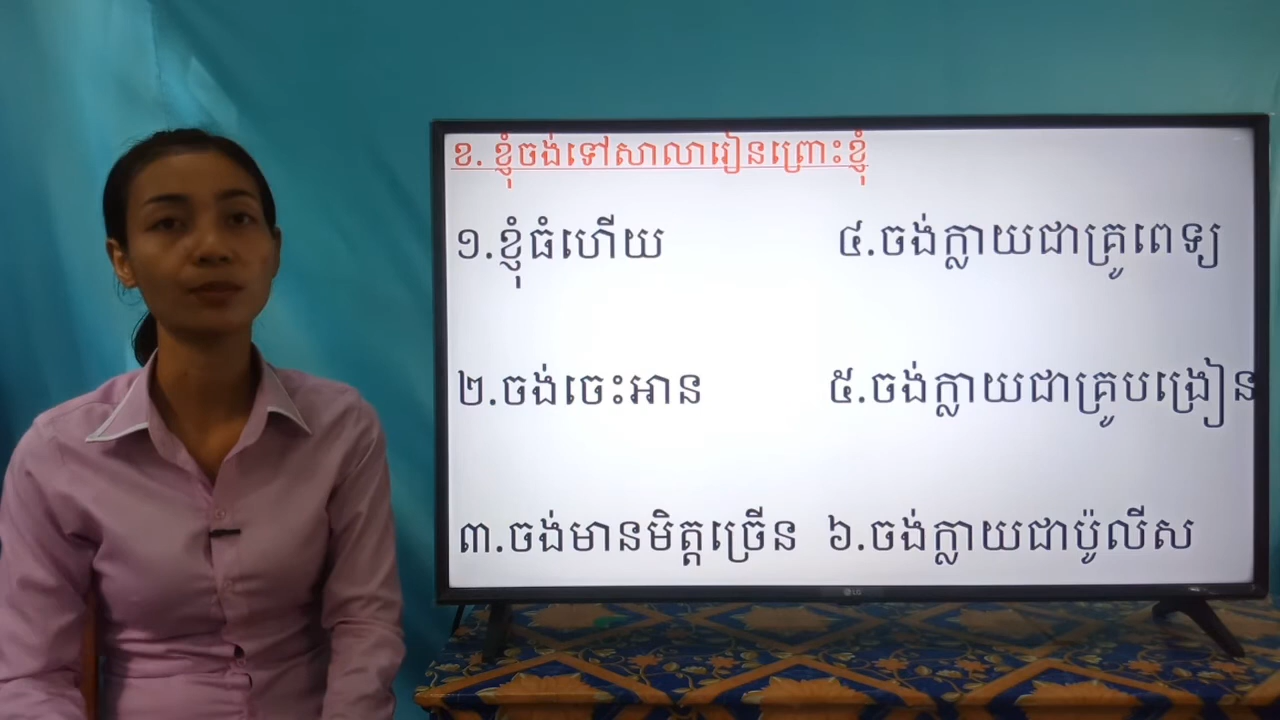 ខ. ខ្ញុំចង់ទៅសាលារៀនព្រោះខ្ញុំ
១.ខ្ញុំធំហើយ
២.ចង់ចេះអាន
៣.ចង់មានមិត្តច្រើន
៤.ចង់ក្លាយជាគ្រូពេទ្យ
៥.ចង់ក្លាយជាគ្រូបង្រៀន
៦.ចង់ក្លាយជាប៉ូលីស
LG